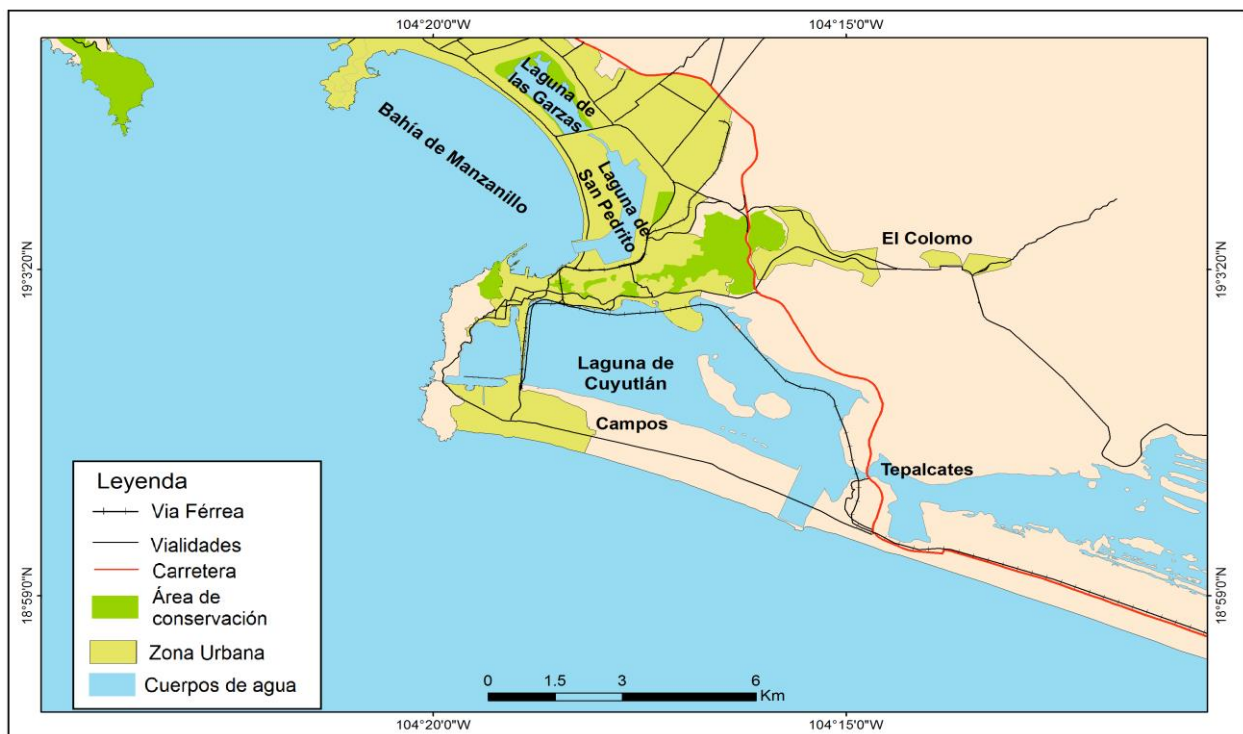 104°20'0"W
104°15'0"W
Laguna de
las Garzas
Bahía de Manzanillo
Laguna de
San Pedrito
El Colomo
19°3'20"N
19°3'20"N
Laguna de
Cuyutlán
Campos
Tepalcates
Leyenda
Via Férrea
Vialidades
Carretera
Área de
conservación
Zona Urbana
Cuerpos de agua
18°59'0"N
18°59'0"N
0 1.5 3 6
Km
104°20'0"W
104°15'0"W